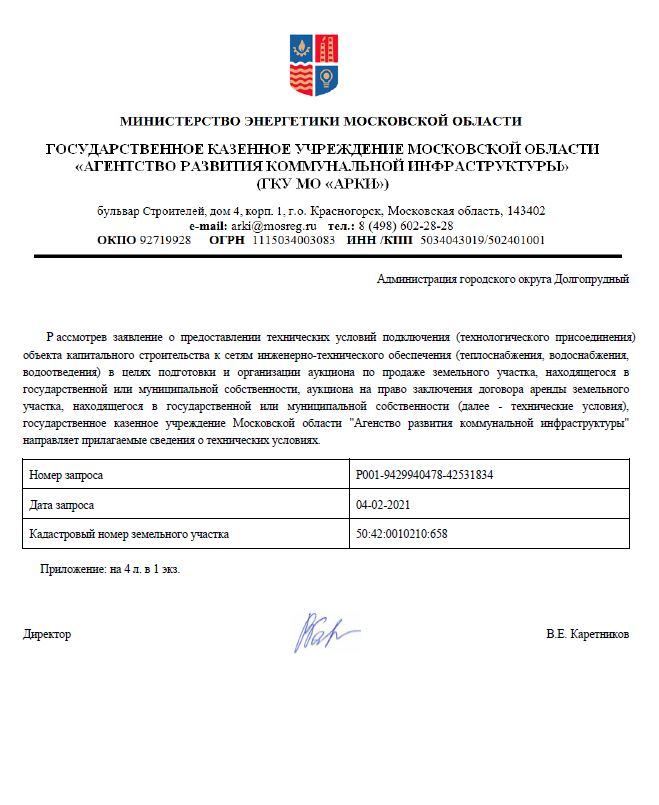 МИНИСТЕРСТВО ЭНЕРГЕТИКИ МОСКОВСКОЙ ОБЛАСТИ
ГОСУДАРСТВЕННОЕ КАЗЕННОЕ УЧРЕЖДЕНИЕ МОСКОВСКОЙ ОБЛАСТИ
«АГЕНТСТВО РАЗВИТИЯ КОММУНАЛЬНОЙ ИНФРАСТРУКТУРЫ»
(ГКУ МО «АРКИ»)
бульвар Строителей, дом 4, корп. 1, г.о. Красногорск, Московская область, 143402
e-mail: arki@mosreg.ru тел.: 8 (498) 602-28-28
ОКПО 92719928 ОГРН 1115034003083 ИНН /КПП 5034043019/502401001
Администрация городского округа Долгопрудный
Рассмотрев заявление о предоставлении технических условий подключения (технологического присоединения)
объекта капитального строительства к сетям инженерно-технического обеспечения (теплоснабжения, водоснабжения,
водоотведения) в целях подготовки и организации аукциона по продаже земельного участка, находящегося в
государственной или муниципальной собственности, аукциона на право заключения договора аренды земельного
участка, находящегося в государственной или муниципальной собственности (далее - технические условия),
государственное казенное учреждение Московской области "Агенство развития коммунальной инфраструктуры"
направляет прилагаемые сведения о технических условиях.
Номер запроса P001-9429940478-42531834
Дата запроса 04-02-2021
Кадастровый номер земельного участка 50:42:0010210:658
Приложение: на 4 л. в 1 экз.
Директор В.Е. Каретников